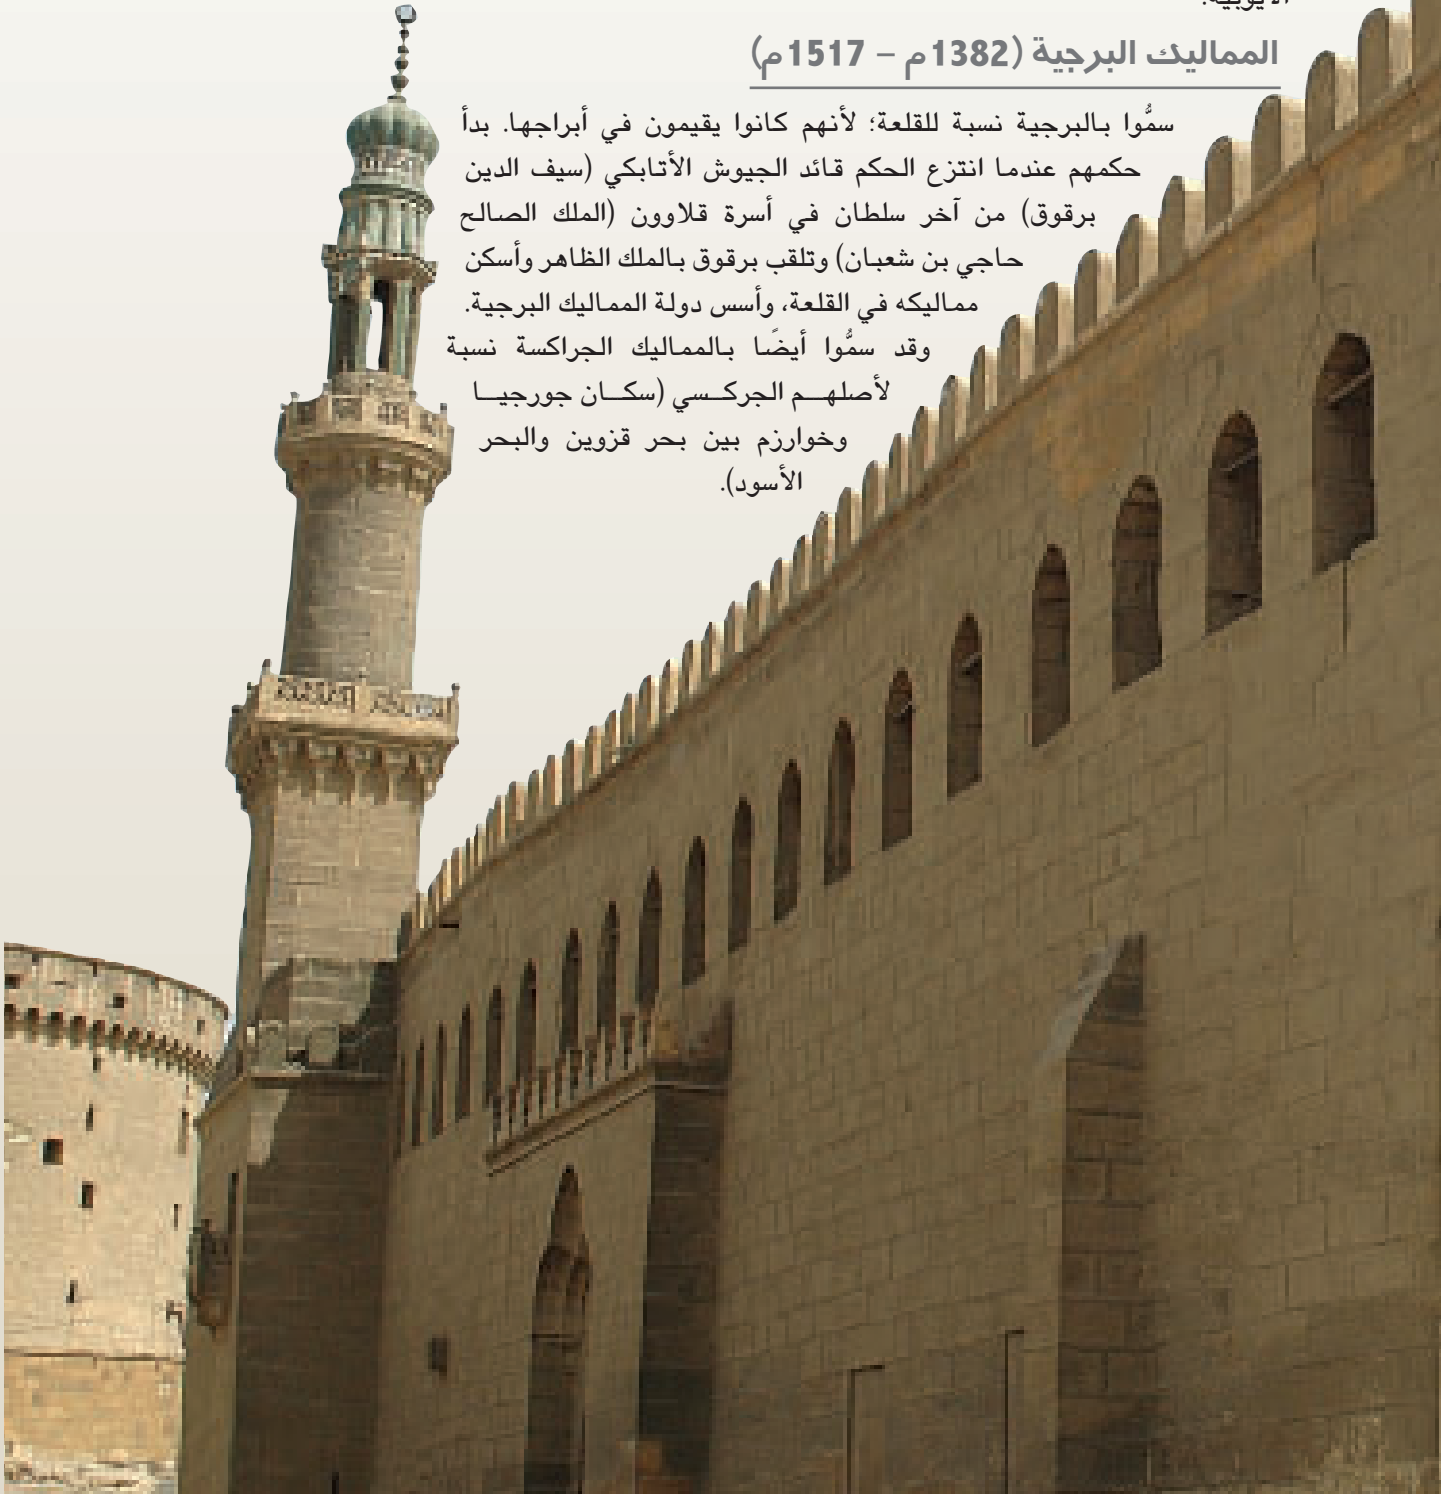 الأيوبية.
المماليك البرجية (1382م – 1517م)
سمُّوا بالبرجية نسبة للقلعة؛ لأنهم كانوا يقيمون في أبراجها. بدأ
حكمهم عندما انتزع الحكم قائد الجيوش الأتابكي (سيف الدين
برقوق) من آخر سلطان في أسرة قلاوون (الملك الصالح
حاجي بن شعبان) وتلقب برقوق بالملك الظاهر وأسكن
مماليكه في القلعة، وأسس دولة المماليك البرجية.
وقد سمُّوا أيضًا بالمماليك الجراكسة نسبة
لأصلهم الجركسي (سكان جورجيا
وخوارزم بين بحر قزوين والبحر
الأسود).